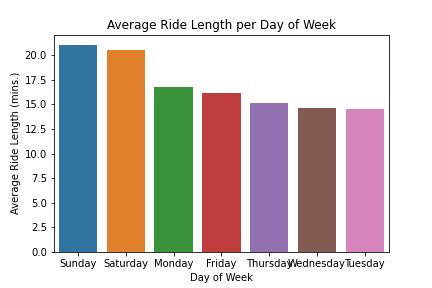 Average Ride Length per Day of Week
Average Ride Length (mins.)
20.0
17.5
15.0
12.5
10.0
7.5
5.0
2.5
0.0
Sunday Saturday Monday Friday Thursday Wednesday Tuesday
Day of Week